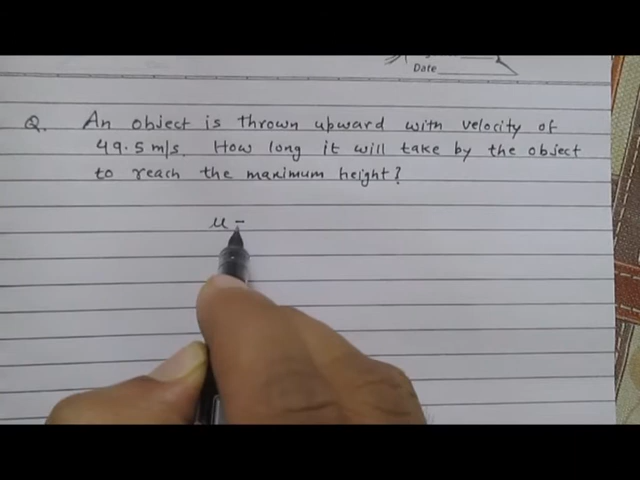 Date
Q. An object is thrown upward with velocity of
49.5 m/s. How long it will take by the object
to reach the maximum height?
u -